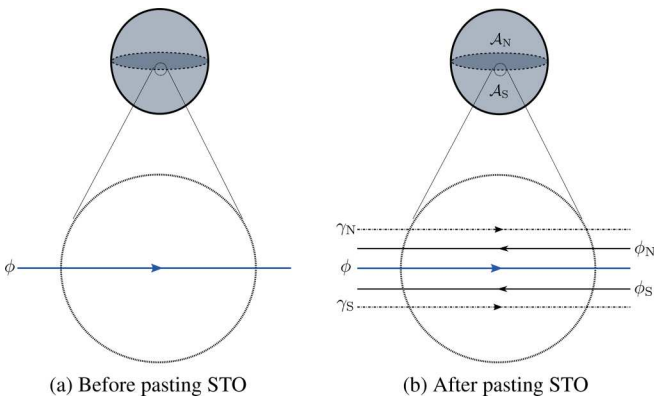 𝒜_N
𝒜_S
γ_N
ϕ_N
ϕ
ϕ
ϕ_S
γ_S
(a) Before pasting STO
(b) After pasting STO